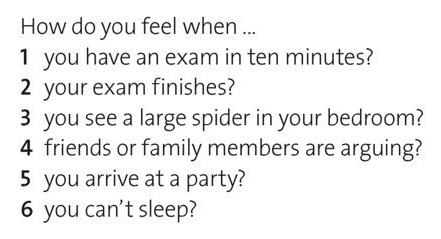 How do you feel when ...
1 you have an exam in ten minutes?
2 your exam finishes?
3 you see a large spider in your bedroom?
4 friends or family members are arguing?
5 you arrive at a party?
6 you can't sleep?